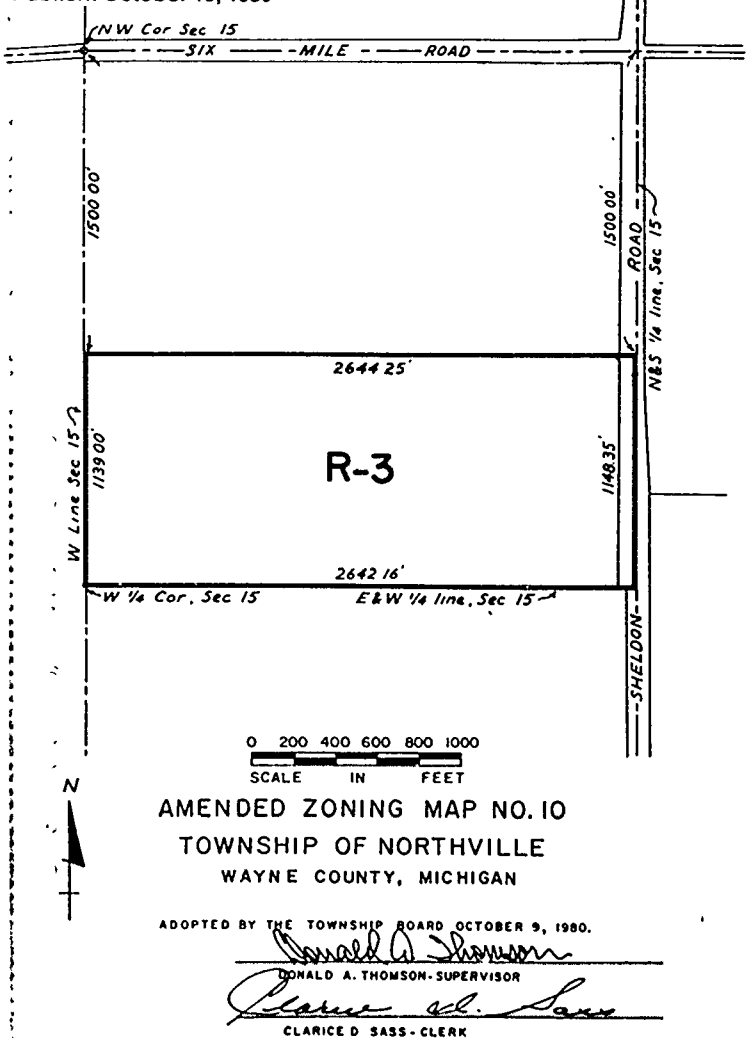 October 15, 1980
NW Cor Sec 15
SIX MILE ROAD
1500 00'
1500 00'
ROAD
N&S 1/4 line, Sec 15
2644 25'
W Line Sec 15
1139 00'
R-3
1148.35'
2642 16'
W 1/4 Cor, Sec 15
E&W 1/4 line, Sec 15
SHELDON
0 200 400 600 800 1000
SCALE IN FEET
N
AMENDED ZONING MAP NO. 10
TOWNSHIP OF NORTHVILLE
WAYNE COUNTY, MICHIGAN
ADOPTED BY THE TOWNSHIP BOARD OCTOBER 9, 1980.
Donald A Thomson
DONALD A. THOMSON-SUPERVISOR
Clarice D. Sass
CLARICE D SASS-CLERK